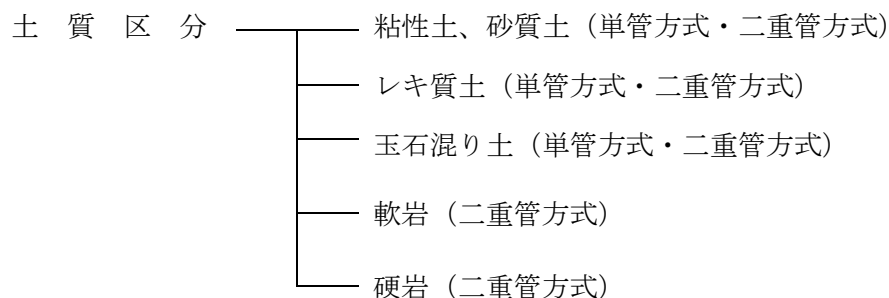 土質区分
粘性土、砂質土（単管方式・二重管方式）
レキ質土（単管方式・二重管方式）
玉石混り土（単管方式・二重管方式）
軟岩（二重管方式）
硬岩（二重管方式）